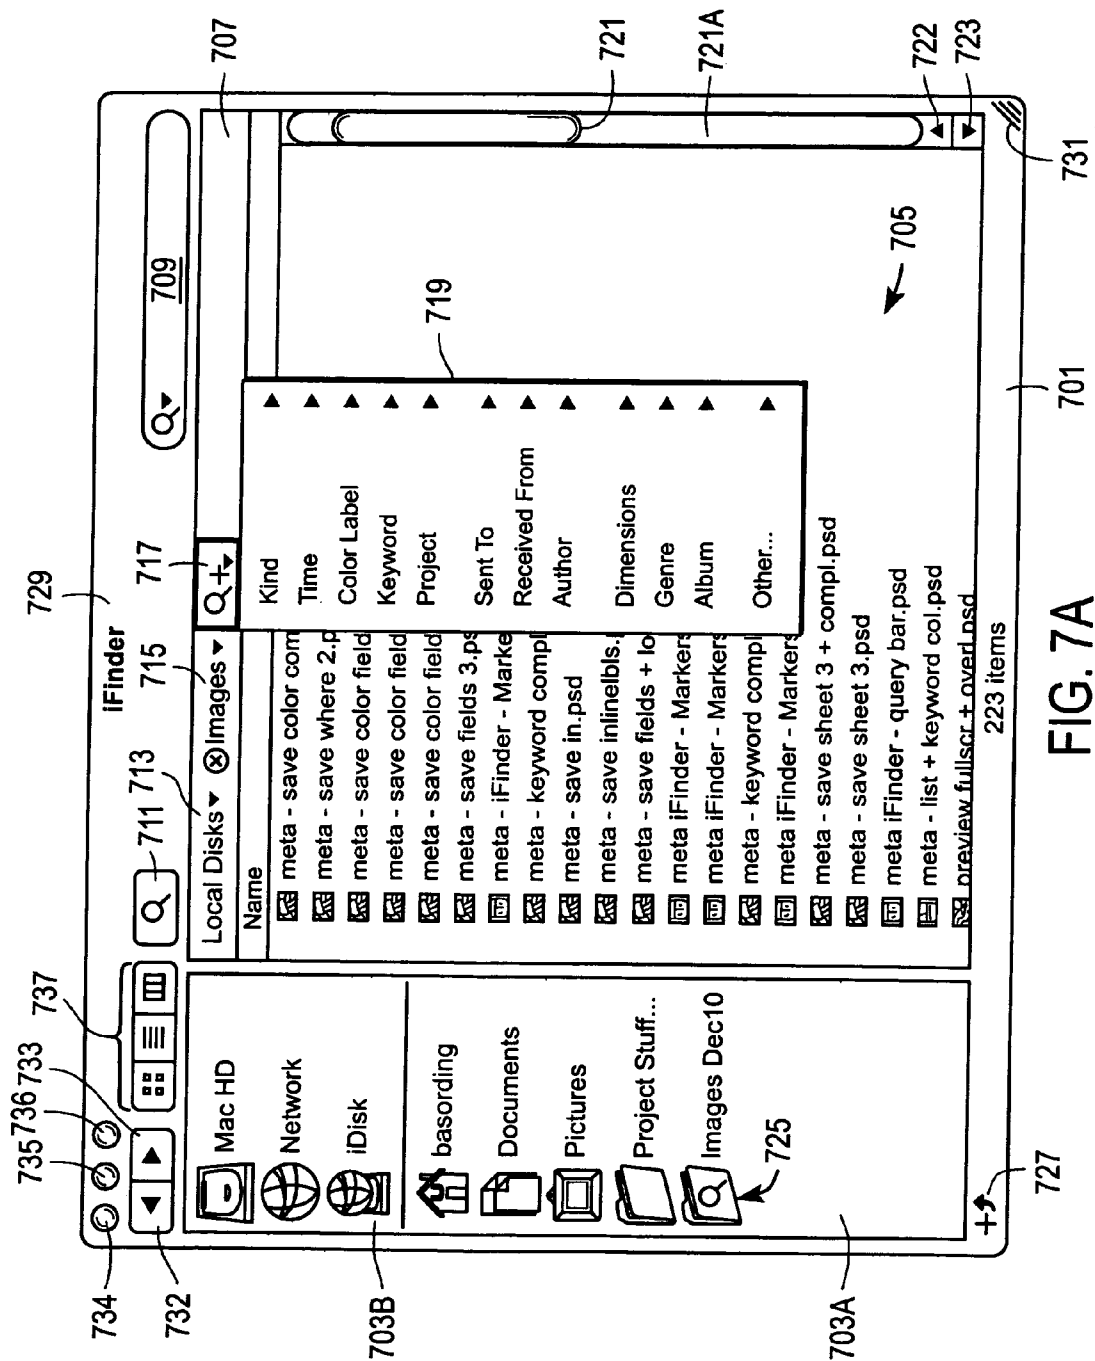 729
iFinder
735 736 733
737
711 713
715
717
709
707
734
732
Local Disks Images
Name
Mac HD
Network
iDisk
basording
Documents
Pictures
Project Stuff...
Images Dec10
725
703B
703A
727
meta - save color com
meta - save where 2.p
meta - save color field
meta - save color field
meta - save color field
meta - save fields 3.ps
meta - iFinder - Marke
meta - keyword compl
meta - save in.psd
meta - save inlinelbls.
meta - save fields + lo
meta iFinder - Markers
meta iFinder - Markers
meta - keyword compl
meta iFinder - Markers
meta - save sheet 3 + compl.psd
meta - save sheet 3.psd
meta iFinder - query bar.psd
meta - list + keyword col.psd
preview fullscr + overl.psd
Kind
Time
Color Label
Keyword
Project
Sent To
Received From
Author
Dimensions
Genre
Album
Other...
719
721
721A
722
723
705
731
701
223 items
FIG. 7A